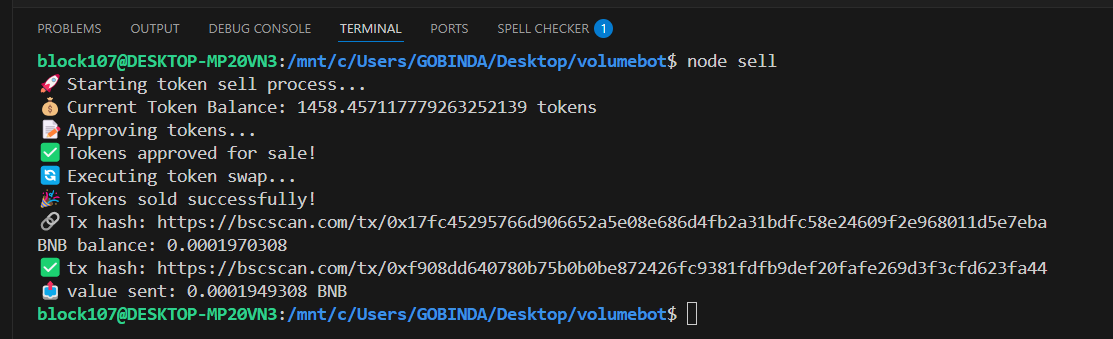 PROBLEMS OUTPUT DEBUG CONSOLE TERMINAL PORTS SPELL CHECKER 1
block107@DESKTOP-MP20VN3:/mnt/c/Users/GOBINDA/Desktop/volumebot$ node sell
🚀 Starting token sell process...
💰 Current Token Balance: 1458.457117779263252139 tokens
📝 Approving tokens...
✅ Tokens approved for sale!
🔄 Executing token swap...
🎉 Tokens sold successfully!
🔗 Tx hash: https://bscscan.com/tx/0x17fc45295766d906652a5e08e686d4fb2a31bdfc58e24609f2e968011d5e7eba
BNB balance: 0.0001970308
✅ tx hash: https://bscscan.com/tx/0xf908dd640780b75b0b0be872426fc9381fdfb9def20fafe269d3f3cfd623fa44
📤 value sent: 0.0001949308 BNB
block107@DESKTOP-MP20VN3:/mnt/c/Users/GOBINDA/Desktop/volumebot$